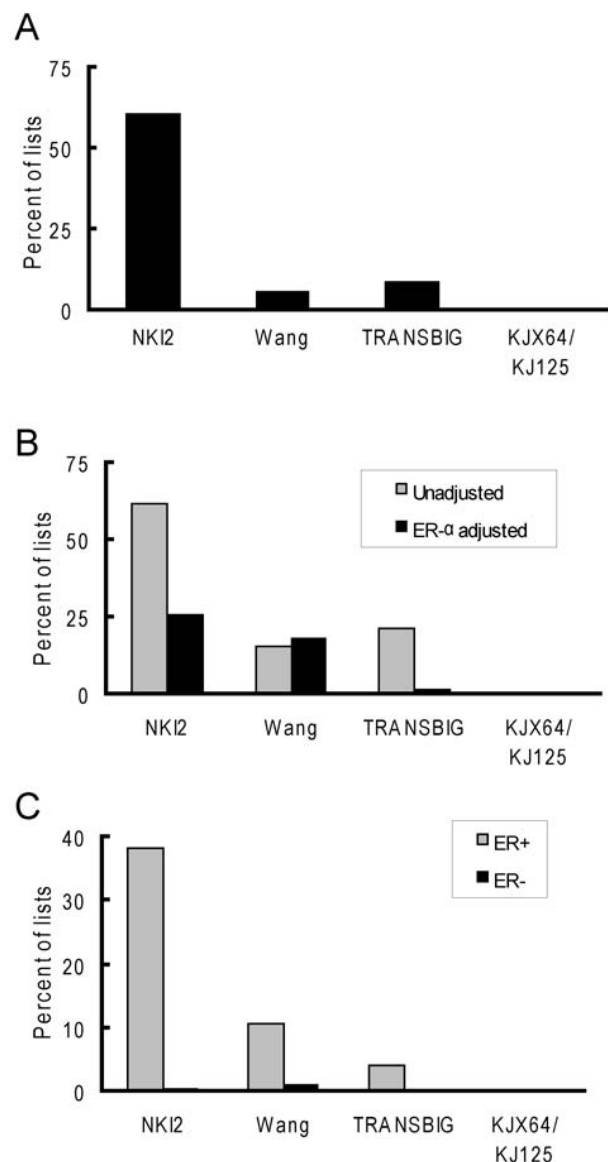 A
Percent of lists
75
50
25
0
NKI2 Wang TRANSBIG KJX64/
KJ125
B
Percent of lists
75
50
25
0
Unadjusted
ER-α adjusted
NKI2 Wang TRANSBIG KJX64/
KJ125
C
Percent of lists
40
30
20
10
0
ER+
ER-
NKI2 Wang TRANSBIG KJX64/
KJ125